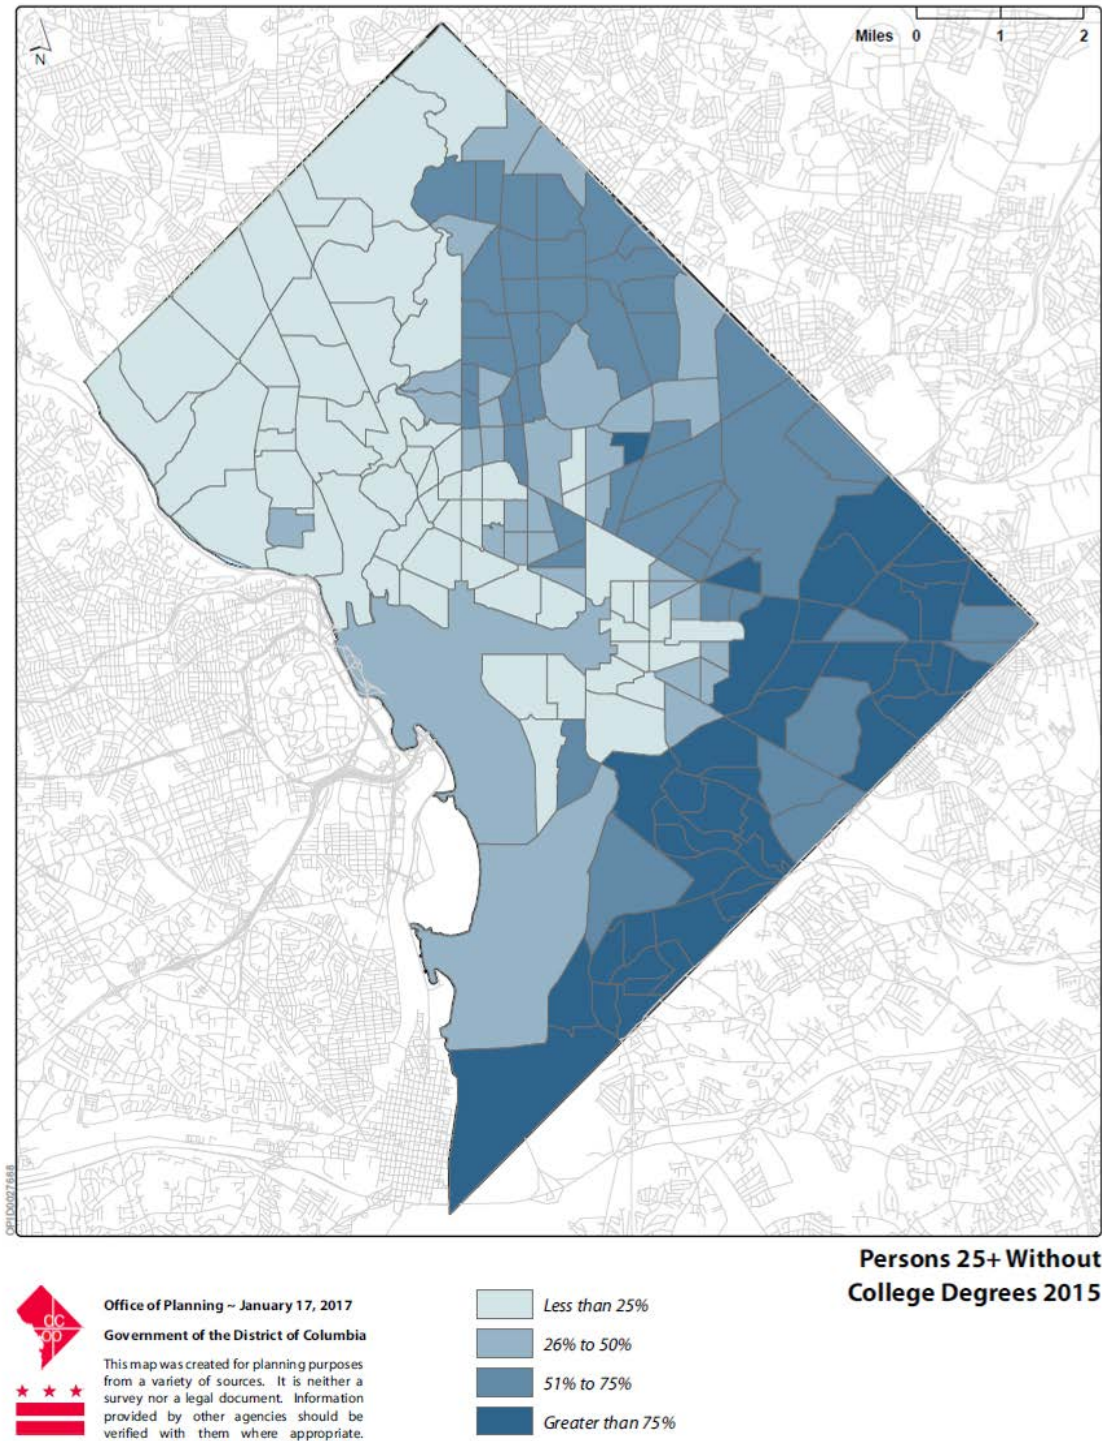 N
Miles 0 1 2
OPID0027688
Persons 25+ Without
College Degrees 2015
dc
op
Office of Planning ~ January 17, 2017
Government of the District of Columbia
This map was created for planning purposes
from a variety of sources. It is neither a
survey nor a legal document. Information
provided by other agencies should be
verified with them where appropriate.
Less than 25%
26% to 50%
51% to 75%
Greater than 75%